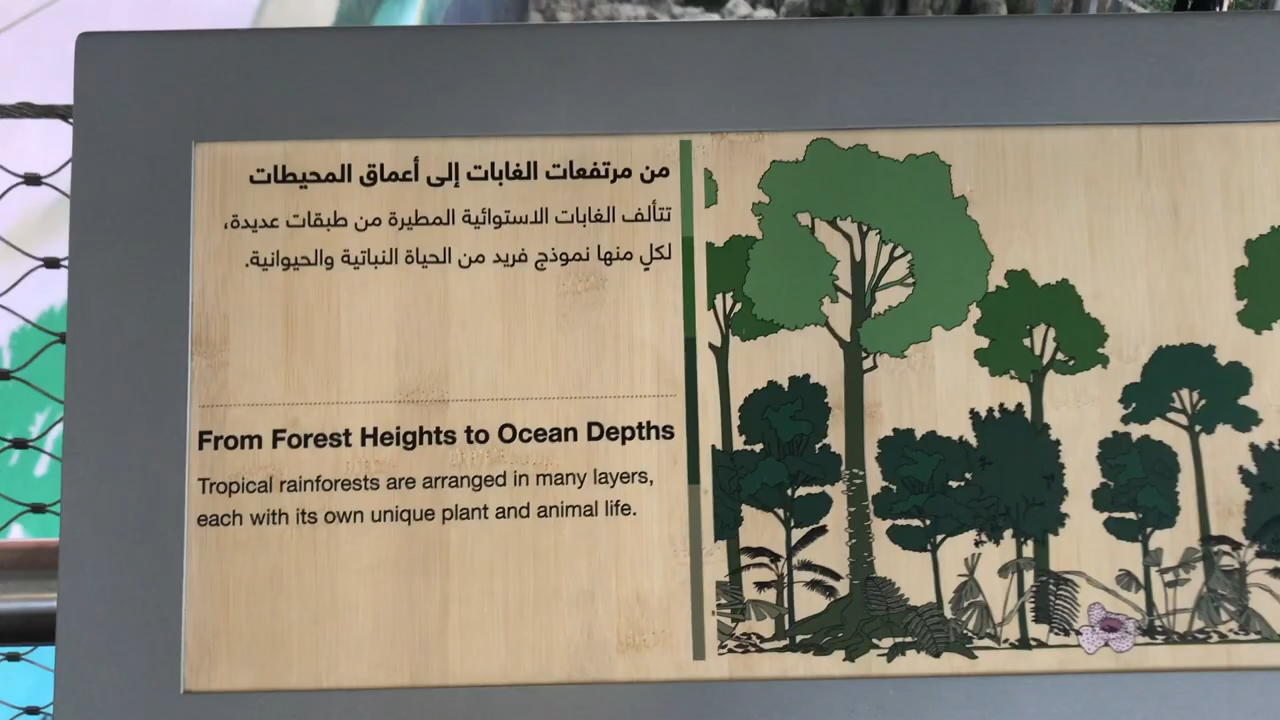 من مرتفعات الغابات إلى أعماق المحيطات
تتألف الغابات الاستوائية المطيرة من طبقات عديدة،
لكلٍ منها نموذج فريد من الحياة النباتية والحيوانية.
From Forest Heights to Ocean Depths
Tropical rainforests are arranged in many layers,
each with its own unique plant and animal life.